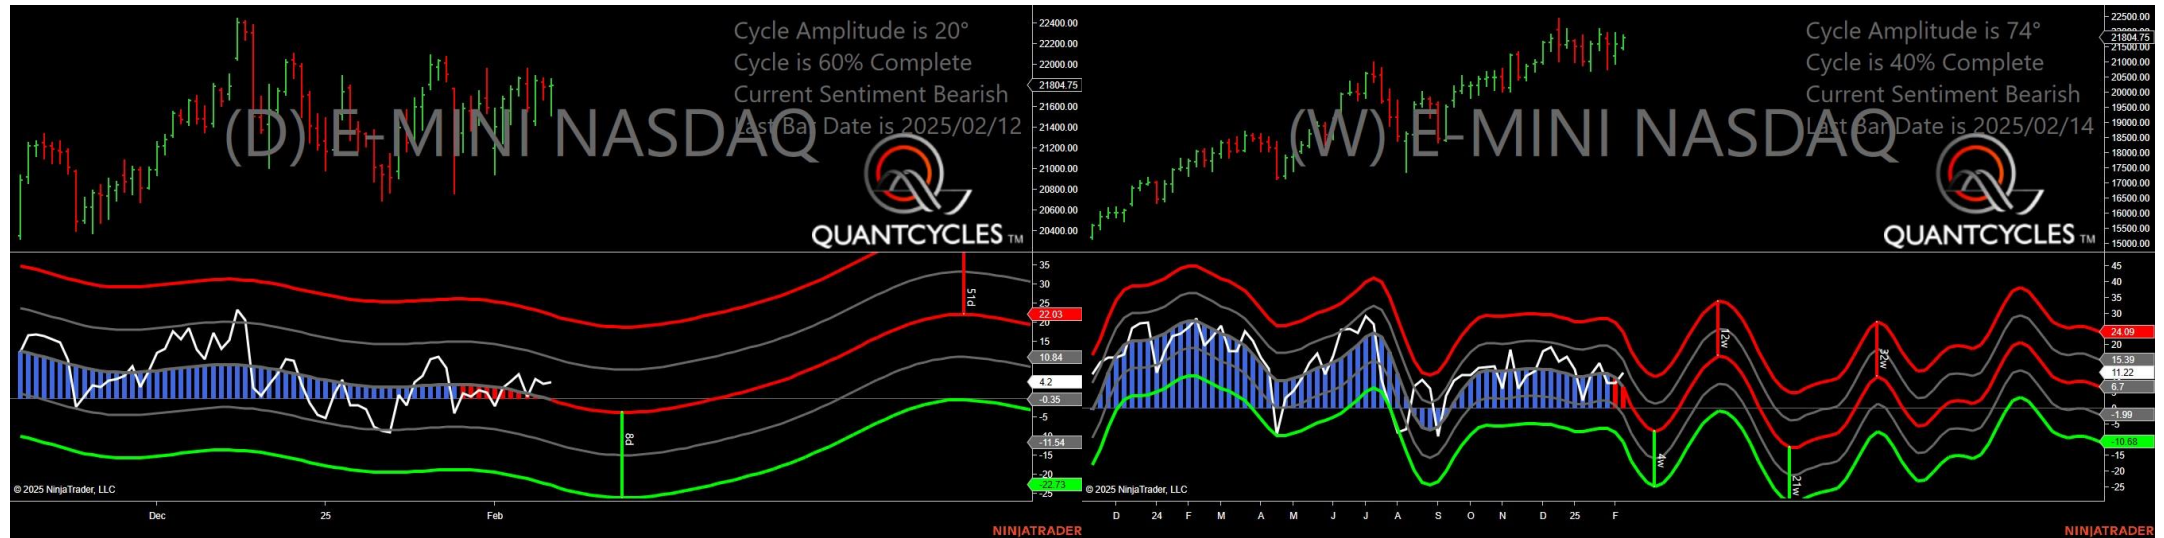 Cycle Amplitude is 20°
Cycle is 60% Complete
Current Sentiment Bearish
Last Bar Date is 2025/02/12
(D) E-MINI NASDAQ
QUANTCYCLES TM
22400.00
22200.00
22000.00
21804.75
21600.00
21400.00
21200.00
21000.00
20800.00
20600.00
20400.00
35
30
25
22.03
20
15
10.84
4.2
-0.35
-5
-11.54
-15
-20
-22.73
-25
51d
8d
© 2025 NinjaTrader, LLC
Dec
25
Feb
NINJATRADER
Cycle Amplitude is 74°
Cycle is 40% Complete
Current Sentiment Bearish
Last Bar Date is 2025/02/14
(W) E-MINI NASDAQ
QUANTCYCLES TM
22500.00
21804.75
21500.00
21000.00
20500.00
20000.00
19500.00
19000.00
18500.00
18000.00
17500.00
17000.00
16500.00
16000.00
15500.00
15000.00
45
40
35
30
24.09
20
15.39
11.22
6.7
-1.99
-5
-10.68
-15
-20
-25
12w
32w
4w
21w
© 2025 NinjaTrader, LLC
D
24
F
M
A
M
J
J
A
S
O
N
D
25
F
NINJATRADER